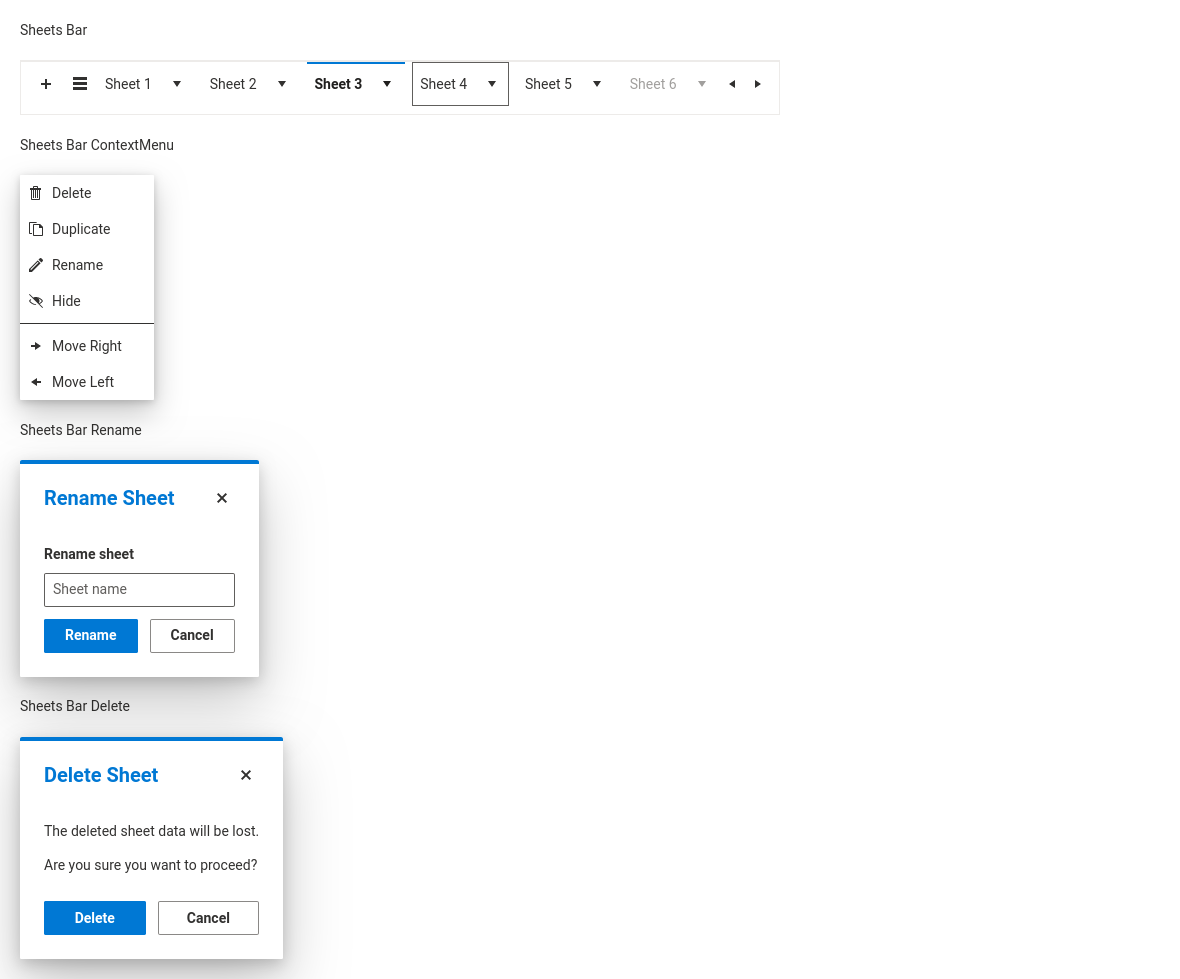 Sheets Bar
Sheet 1 Sheet 2 Sheet 3 Sheet 4 Sheet 5 Sheet 6
Sheets Bar ContextMenu
Delete
Duplicate
Rename
Hide
Move Right
Move Left
Sheets Bar Rename
Rename Sheet
Rename sheet
Sheet name
Rename Cancel
Sheets Bar Delete
Delete Sheet
The deleted sheet data will be lost.
Are you sure you want to proceed?
Delete Cancel